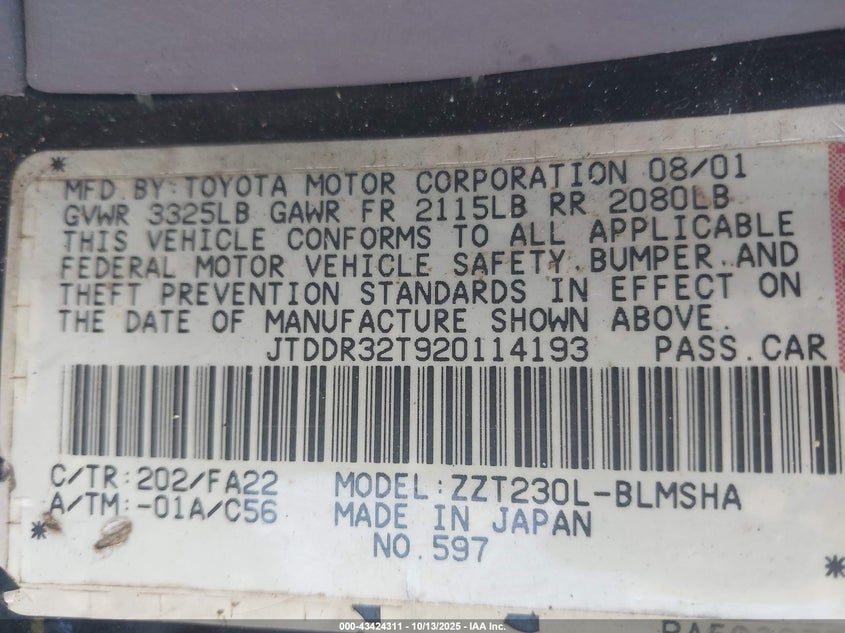 MFD. BY: TOYOTA MOTOR CORPORATION 08/01
GVWR 3325LB GAWR FR 2115LB RR 2080LB
THIS VEHICLE CONFORMS TO ALL APPLICABLE
FEDERAL MOTOR VEHICLE SAFETY, BUMPER AND
THEFT PREVENTION STANDARDS IN EFFECT ON
THE DATE OF MANUFACTURE SHOWN ABOVE.
JTDDR32T920114193 PASS.CAR
C/TR:202/FA22 MODEL:ZZT230L-BLMSHA
A/TM:-01A/C56 MADE IN JAPAN
NO.597
000-43424311 - 10/13/2025 - IAA Inc.